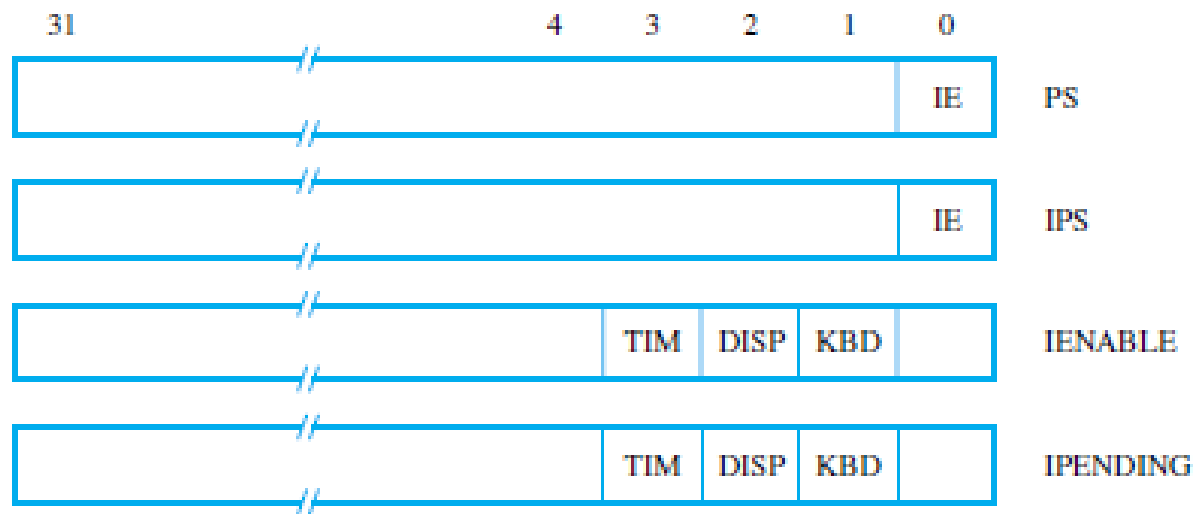 31 4 3 2 1 0
IE PS
IE IPS
TIM DISP KBD IENABLE
TIM DISP KBD IPENDING